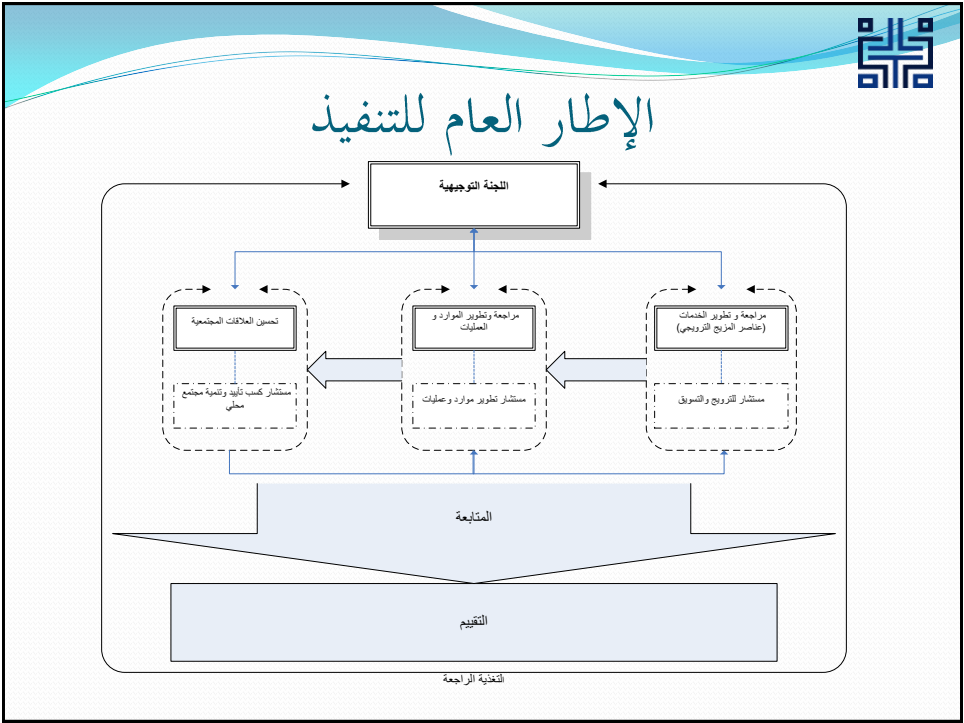 الإطار العام للتنفيذ
اللجنة التوجيهية
مراجعة و تطوير الخدمات
(عناصر المزيج الترويجي)
مراجعة وتطوير الموارد و
العمليات
تحسين العلاقات المجتمعية
مستشار للترويج والتسويق
مستشار تطوير موارد وعمليات
مستشار كسب تأييد وتنمية مجتمع
محلي
المتابعة
التقييم
التغذية الراجعة